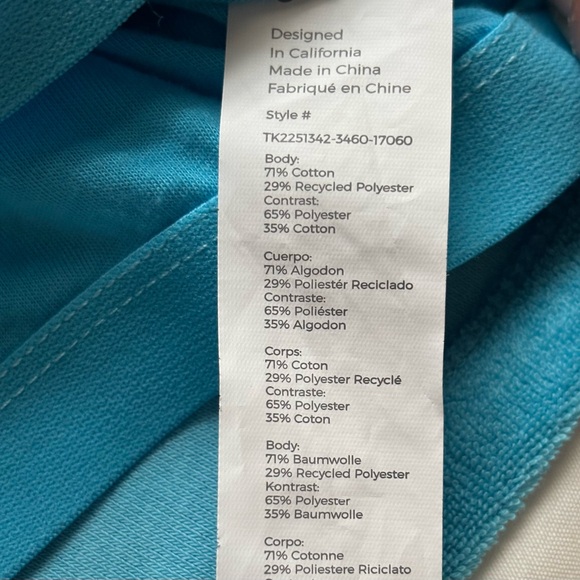 Designed
In California
Made in China
Fabriqué en Chine
Style #
TK2251342-3460-17060
Body:
71% Cotton
29% Recycled Polyester
Contrast:
65% Polyester
35% Cotton
Cuerpo:
71% Algodon
29% Poliestér Reciclado
Contraste:
65% Poliéster
35% Algodon
Corps:
71% Coton
29% Polyester Recyclé
Contraste:
65% Polyester
35% Coton
Body:
71% Baumwolle
29% Recycled Polyester
Kontrast:
65% Polyester
35% Baumwolle
Corpo:
71% Cotonne
29% Poliestere Riciclato